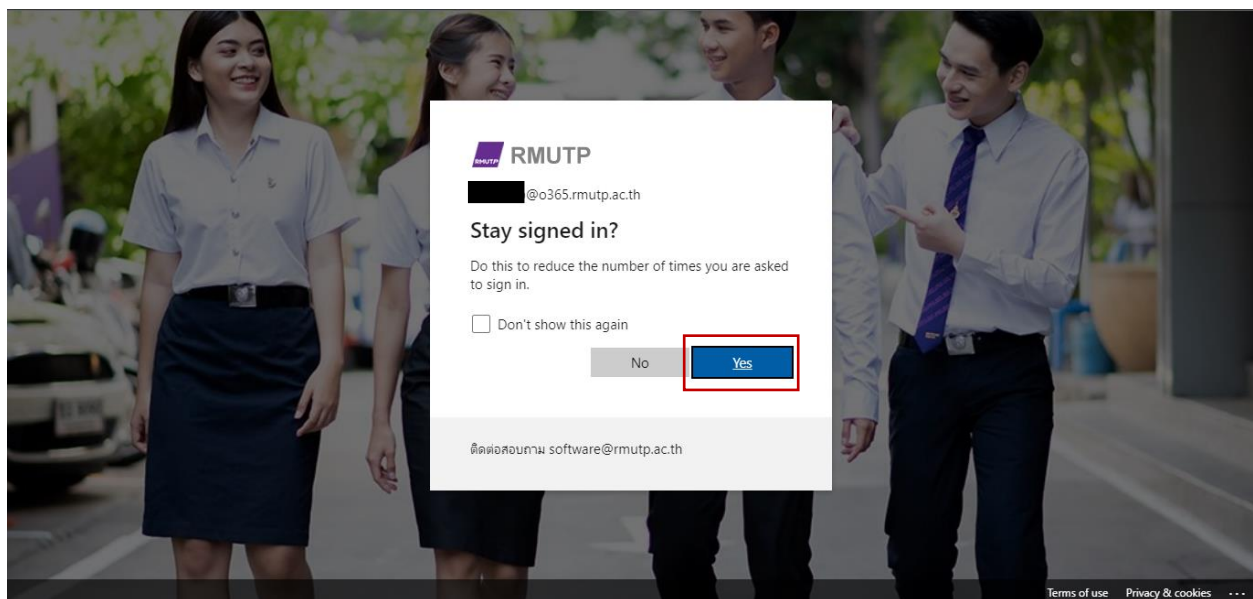 RMUTP RMUTP
@o365.rmutp.ac.th
Stay signed in?
Do this to reduce the number of times you are asked
to sign in.
Don't show this again
No Yes
ติดต่อสอบถาม software@rmutp.ac.th
Terms of use Privacy & cookies ...